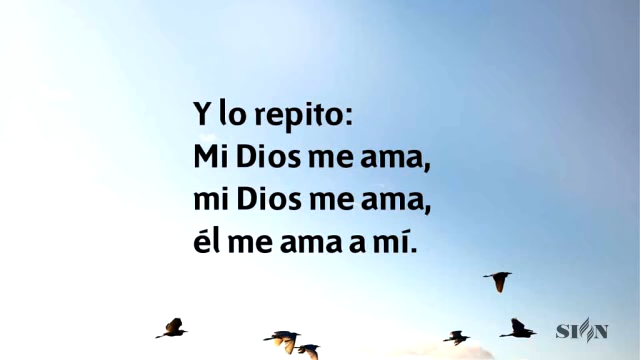 Y lo repito:
Mi Dios me ama,
mi Dios me ama,
él me ama a mí.
SION